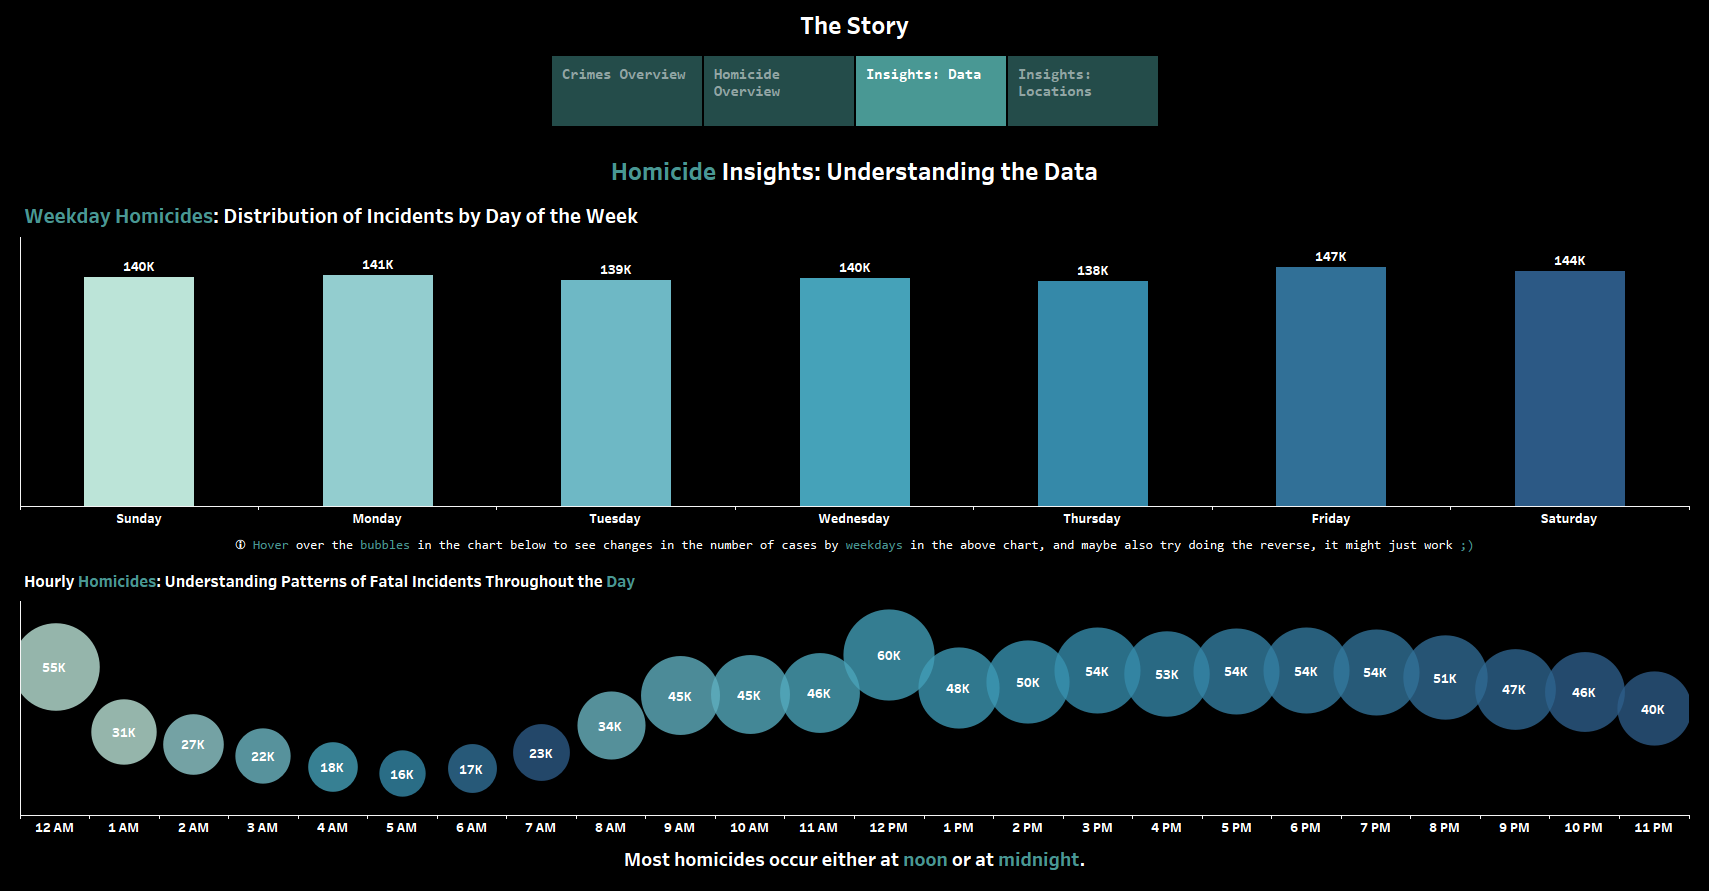 The Story
Crimes Overview
Homicide
Overview
Insights: Data
Insights:
Locations
Homicide Insights: Understanding the Data
Weekday Homicides: Distribution of Incidents by Day of the Week
140K
141K
139K
140K
138K
147K
144K
Sunday
Monday
Tuesday
Wednesday
Thursday
Friday
Saturday
🛈 Hover over the bubbles in the chart below to see changes in the number of cases by weekdays in the above chart, and maybe also try doing the reverse, it might just work ;)
Hourly Homicides: Understanding Patterns of Fatal Incidents Throughout the Day
55K
31K
27K
22K
18K
16K
17K
23K
34K
45K
45K
46K
60K
48K
50K
54K
53K
54K
54K
54K
51K
47K
46K
40K
12 AM
1 AM
2 AM
3 AM
4 AM
5 AM
6 AM
7 AM
8 AM
9 AM
10 AM
11 AM
12 PM
1 PM
2 PM
3 PM
4 PM
5 PM
6 PM
7 PM
8 PM
9 PM
10 PM
11 PM
Most homicides occur either at noon or at midnight.